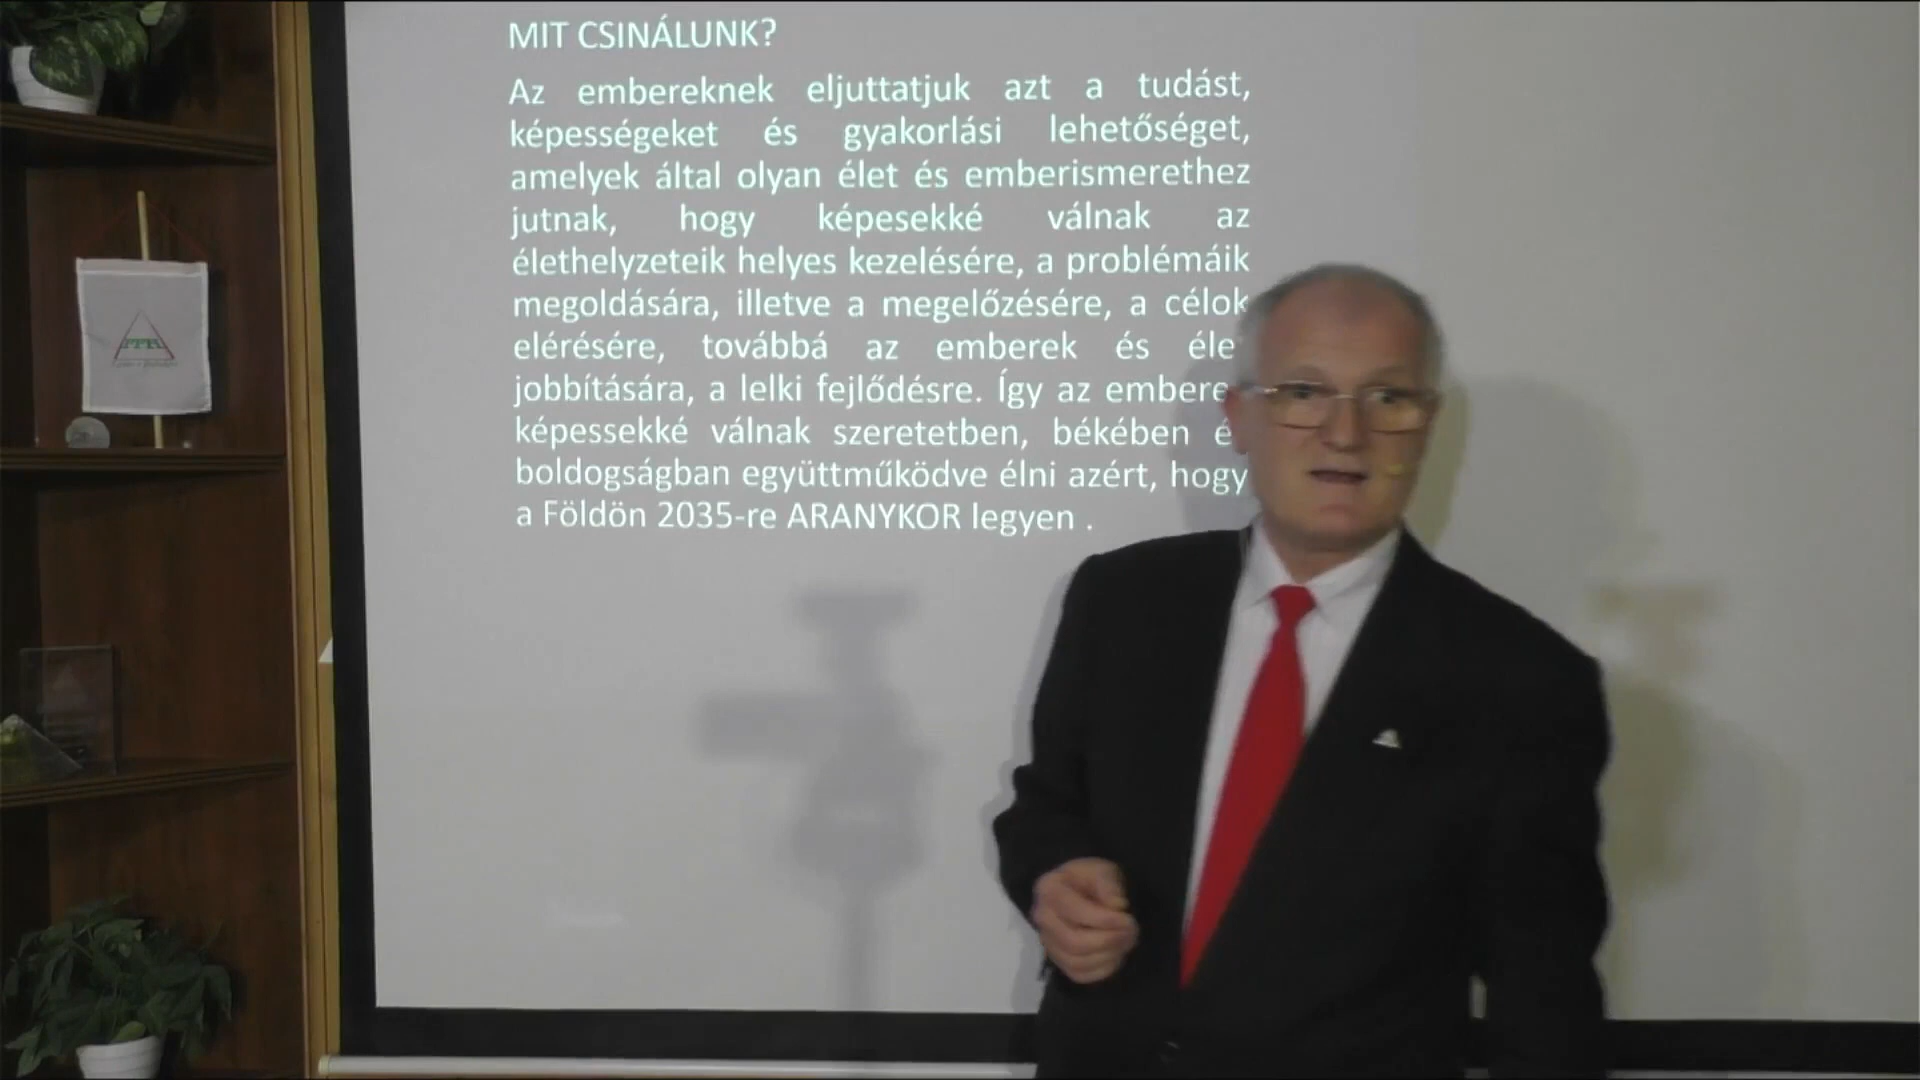 MIT CSINÁLUNK?
Az embereknek eljuttatjuk azt a tudást,
képességeket és gyakorlási lehetőséget,
amelyek által olyan élet és emberismerethez
jutnak, hogy képesekké válnak az
élethelyzeteik helyes kezelésére, a problémáik
megoldására, illetve a megelőzésére, a célok
elérésére, továbbá az emberek és éle
jobbítására, a lelki fejlődésre. Így az embere
képessekké válnak szeretetben, békében é
boldogságban együttműködve élni azért, hogy
a Földön 2035-re ARANYKOR legyen .